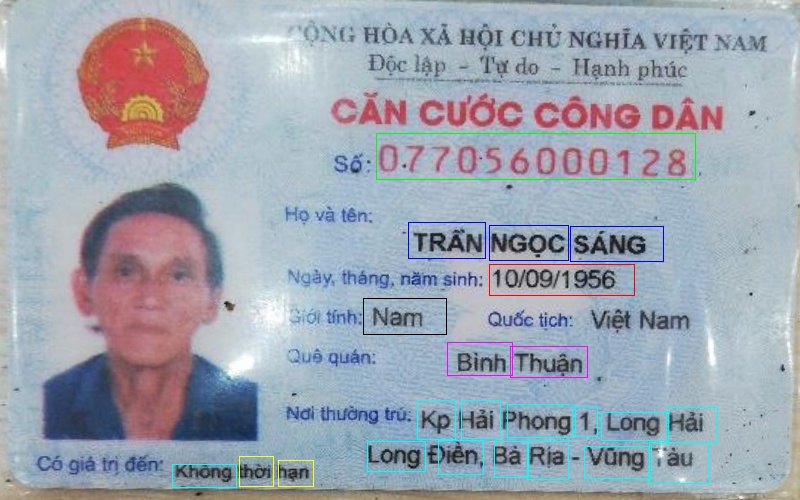 CỘNG HÒA XÃ HỘI CHỦ NGHĨA VIỆT NAM
Độc lập - Tự do - Hạnh phúc
CĂN CƯỚC CÔNG DÂN
Số: 077056000128
Họ và tên:
TRẦN NGỌC SÁNG
Ngày, tháng, năm sinh: 10/09/1956
Giới tính: Nam Quốc tịch: Việt Nam
Quê quán: Bình Thuận
Nơi thường trú: Kp Hải Phong 1, Long Hải
Long Điền, Bà Rịa - Vũng Tàu
Có giá trị đến: Không thời hạn